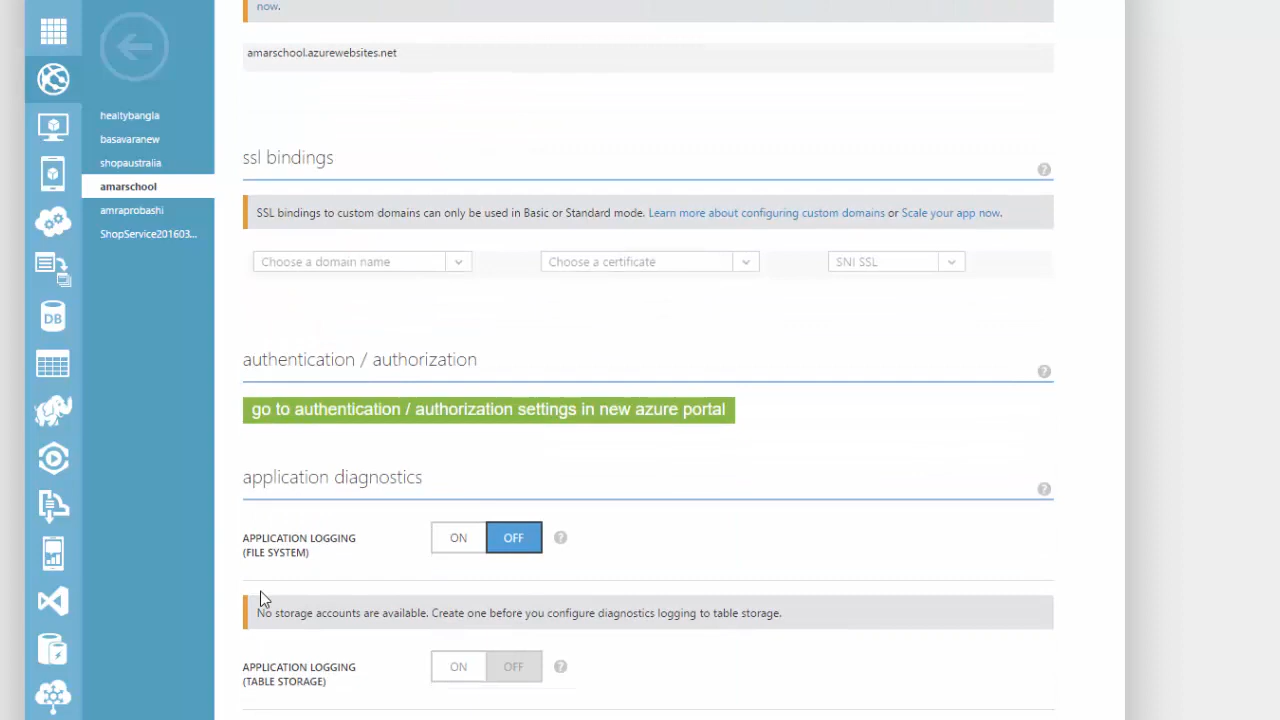 now.
amarschool.azurewebsites.net
healtybangla
basavaranew
shopaustralia
amarschool
amraprobashi
ShopService201603...
ssl bindings
?
SSL bindings to custom domains can only be used in Basic or Standard mode. Learn more about configuring custom domains or Scale your app now.
Choose a domain name
Choose a certificate
SNI SSL
authentication / authorization
?
go to authentication / authorization settings in new azure portal
application diagnostics
?
APPLICATION LOGGING
(FILE SYSTEM)
ON OFF ?
No storage accounts are available. Create one before you configure diagnostics logging to table storage.
APPLICATION LOGGING
(TABLE STORAGE)
ON OFF ?
DB